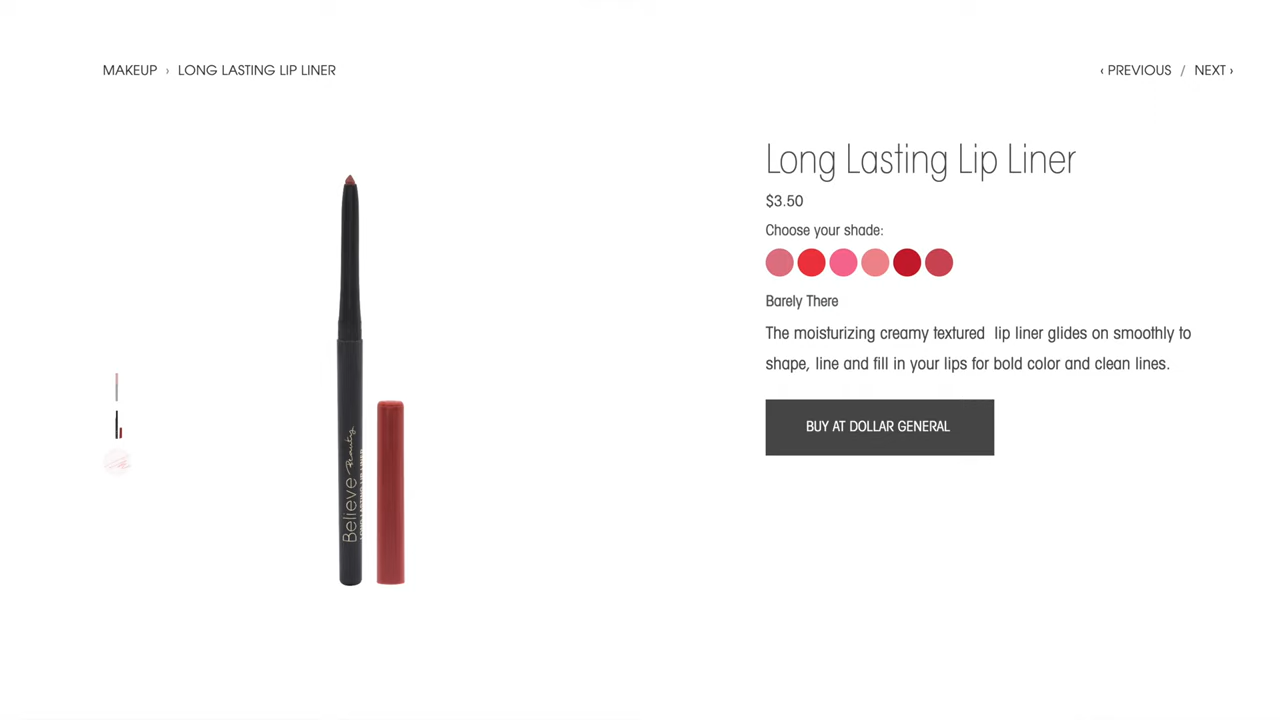 MAKEUP › LONG LASTING LIP LINER
‹ PREVIOUS / NEXT ›
Long Lasting Lip Liner
$3.50
Choose your shade:
Barely There
The moisturizing creamy textured  lip liner glides on smoothly to
shape, line and fill in your lips for bold color and clean lines.
BUY AT DOLLAR GENERAL
Believe Beauty